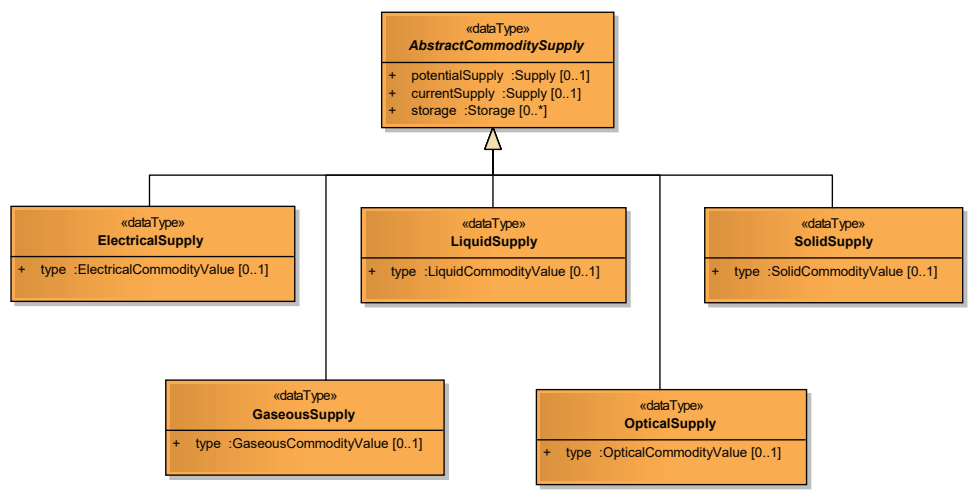 «dataType»
AbstractCommoditySupply
+ potentialSupply :Supply [0..1]
+ currentSupply :Supply [0..1]
+ storage :Storage [0..*]
«dataType»
ElectricalSupply
+ type :ElectricalCommodityValue [0..1]
«dataType»
LiquidSupply
+ type :LiquidCommodityValue [0..1]
«dataType»
SolidSupply
+ type :SolidCommodityValue [0..1]
«dataType»
GaseousSupply
+ type :GaseousCommodityValue [0..1]
«dataType»
OpticalSupply
+ type :OpticalCommodityValue [0..1]